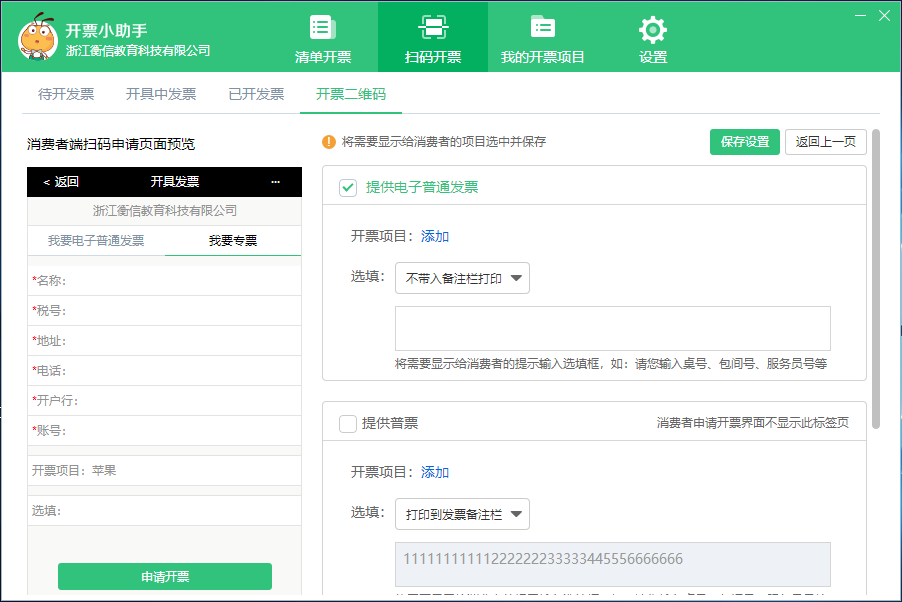 开票小助手
浙江衡信教育科技有限公司
清单开票
扫码开票
我的开票项目
设置
待开发票
开具中发票
已开发票
开票二维码
消费者端扫码申请页面预览
< 返回
开具发票
...
浙江衡信教育科技有限公司
我要电子普通发票
我要专票
*名称：
*税号：
*地址：
*电话：
*开户行：
*账号：
开票项目：苹果
选填：
申请开票
将需要显示给消费者的项目选中并保存
保存设置
返回上一页
提供电子普通发票
开票项目：添加
选填：
不带入备注栏打印
将需要显示给消费者的提示输入选填框，如：请您输入桌号、包间号、服务员号等
提供普票
消费者申请开票界面不显示此标签页
开票项目：添加
选填：
打印到发票备注栏